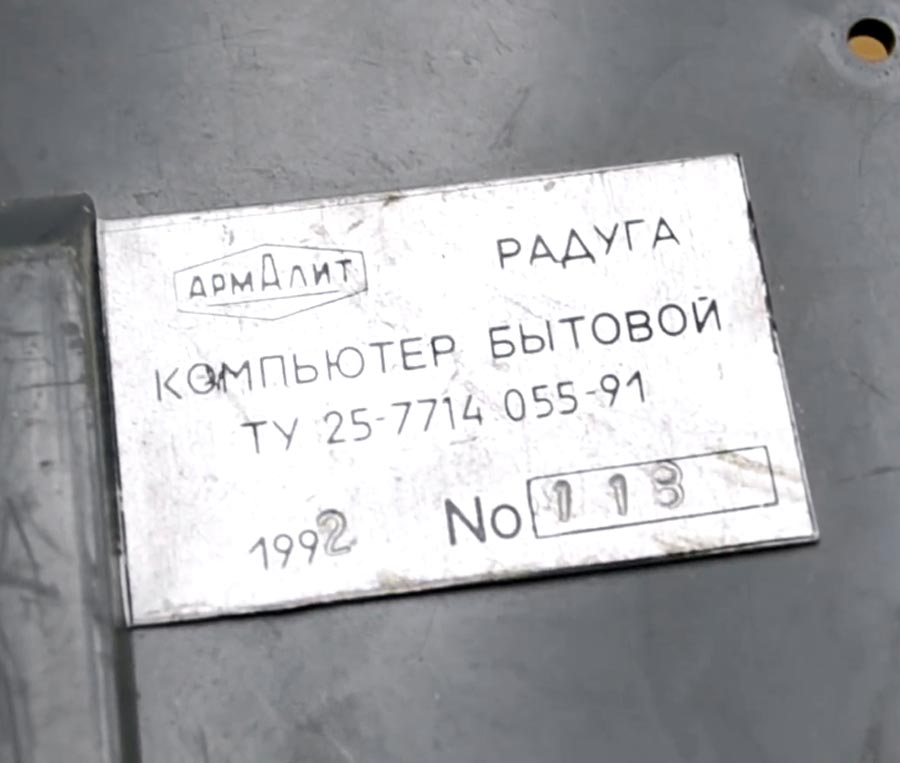 АРМАЛИТ РАДУГА
КОМПЬЮТЕР БЫТОВОЙ
ТУ 25-7714 055-91
1992 No 113